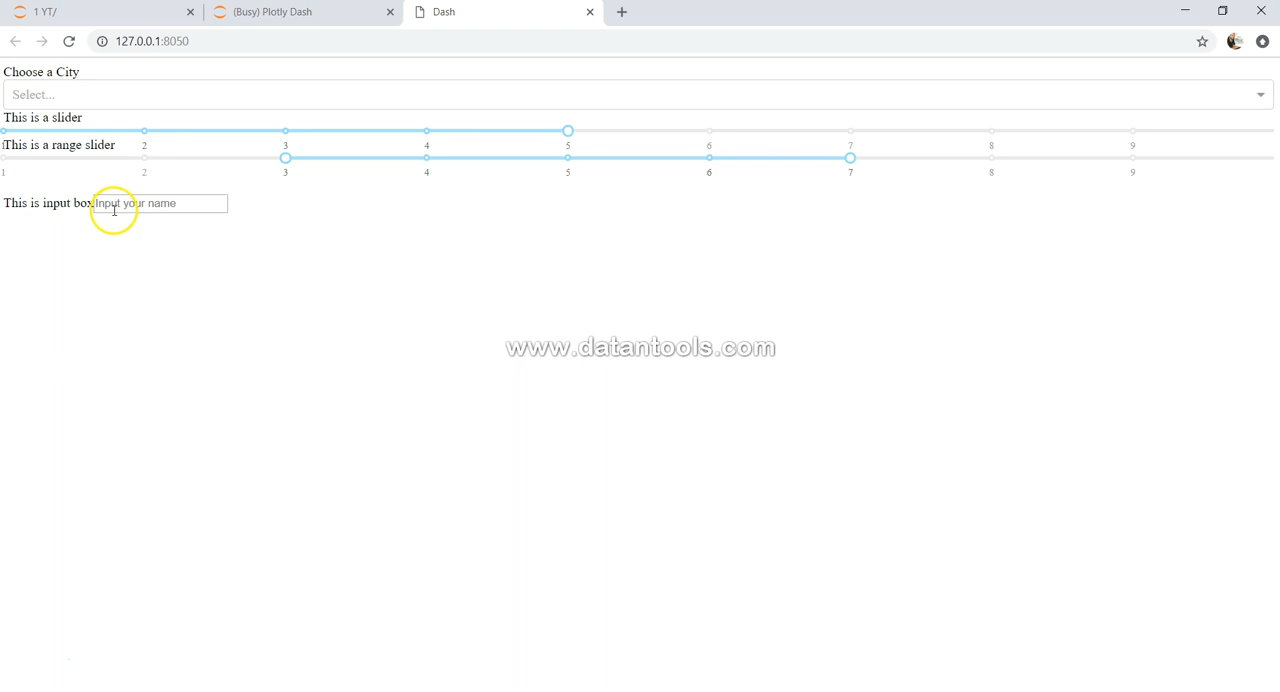 1 YT/
(Busy) Plotly Dash
Dash
127.0.0.1:8050
Choose a City
Select...
This is a slider
1 2 3 4 5 6 7 8 9
This is a range slider
1 2 3 4 5 6 7 8 9
This is input box Input your name
www.datantools.com